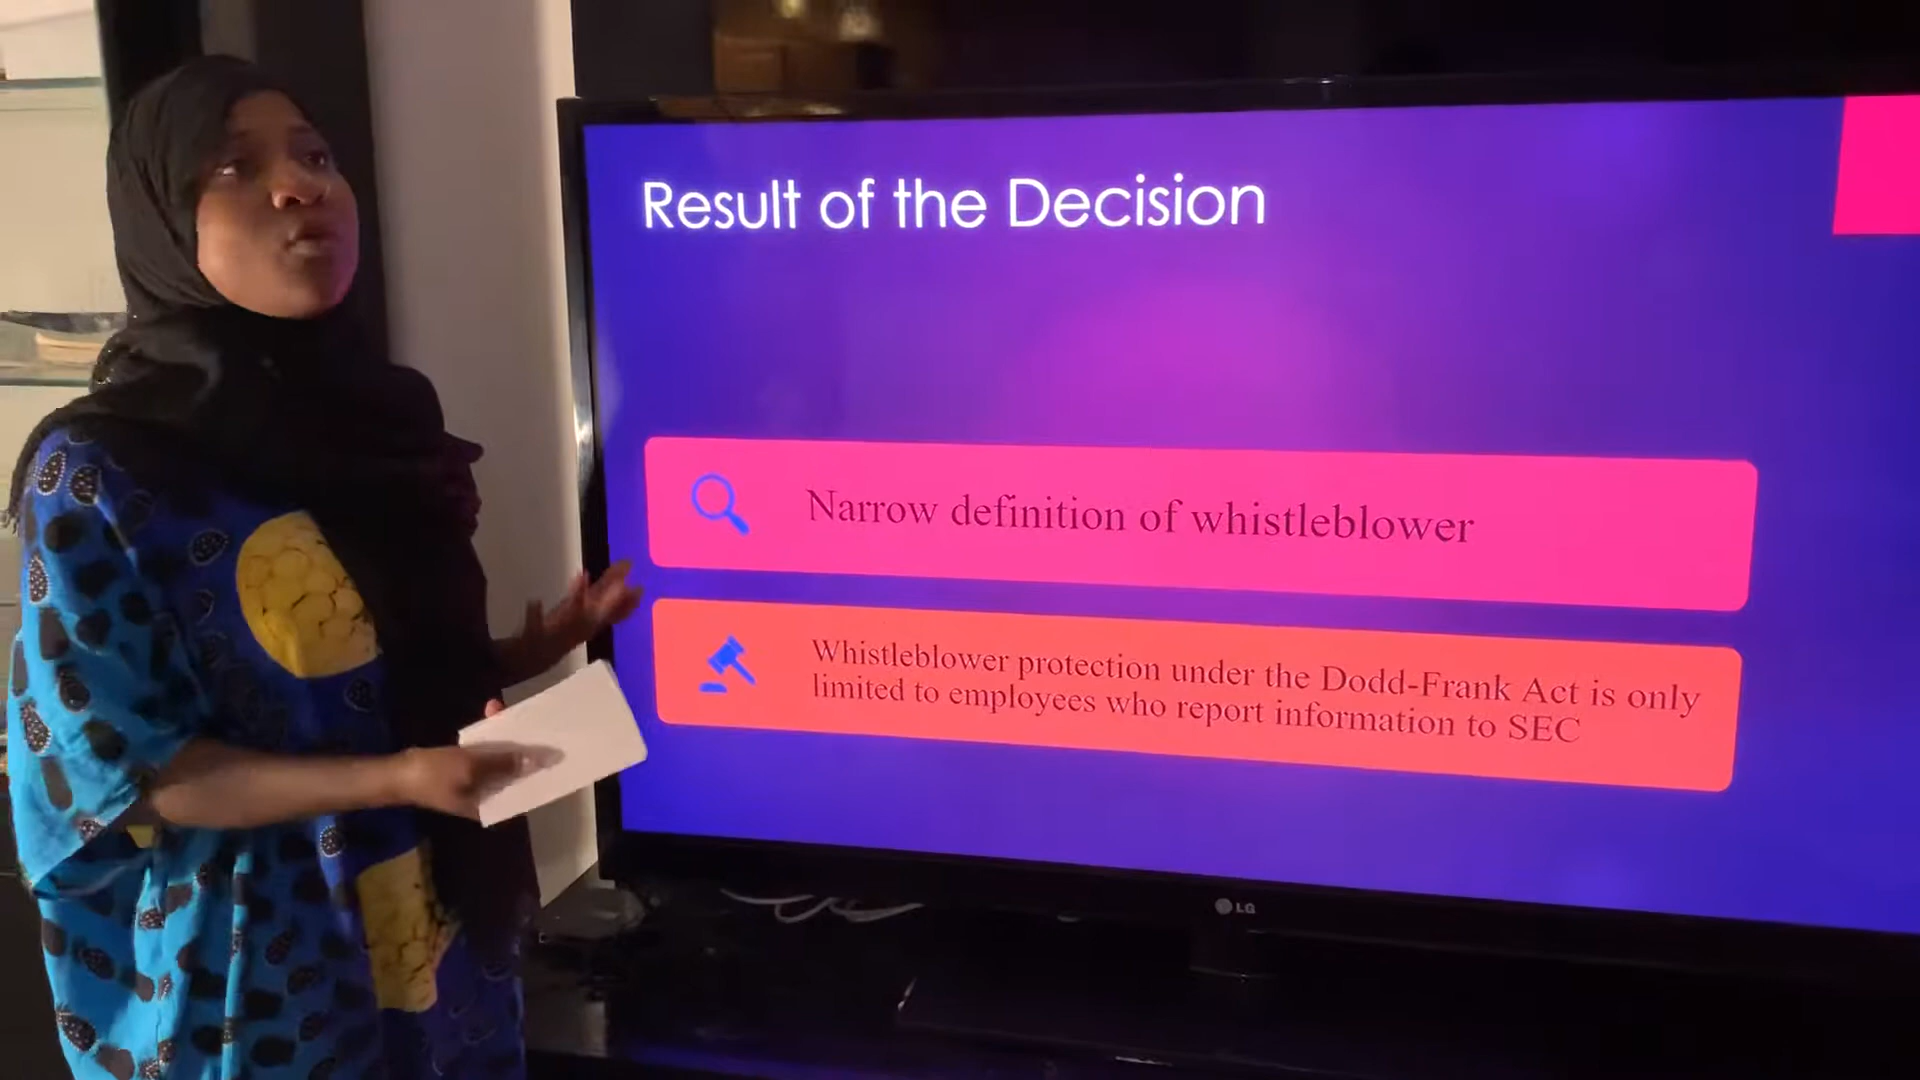 Result of the Decision
Narrow definition of whistleblower
Whistleblower protection under the Dodd-Frank Act is only
limited to employees who report information to SEC
LG